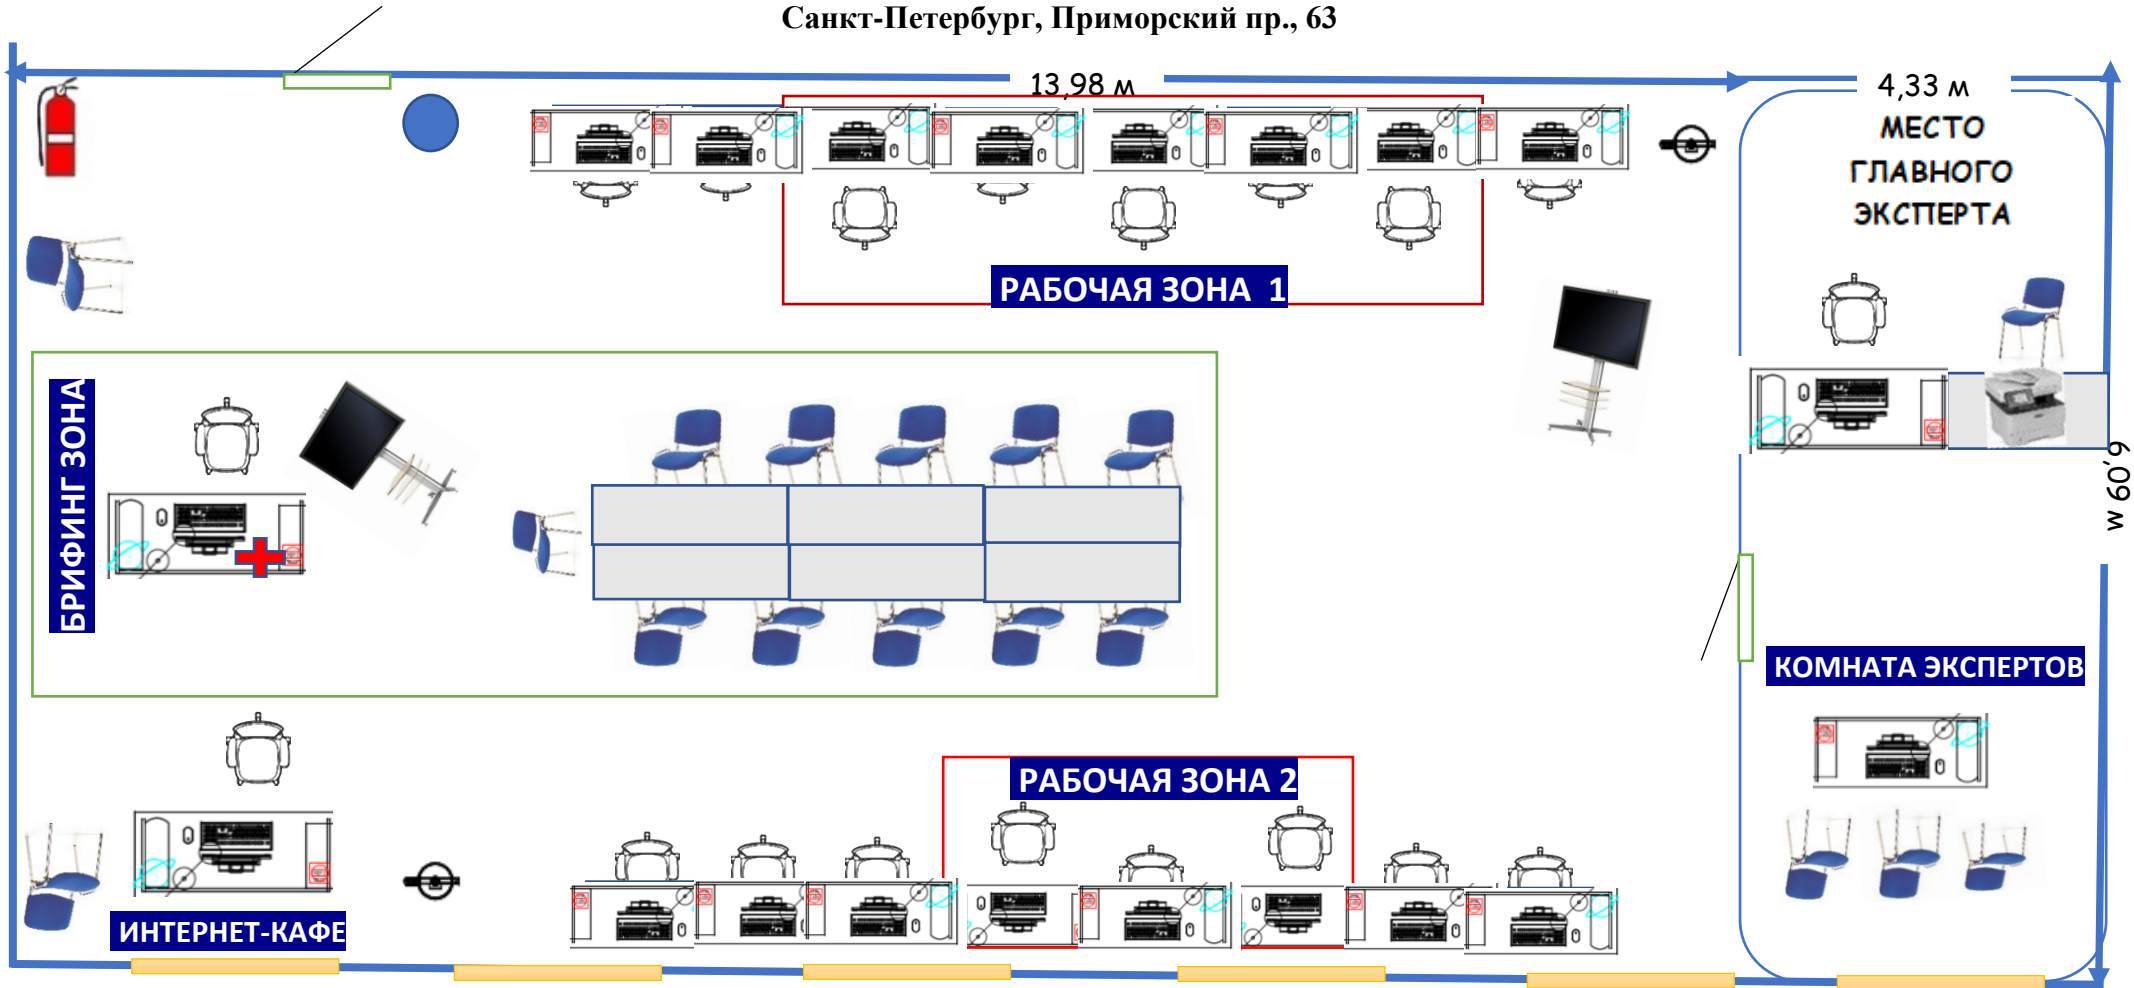 Санкт-Петербург, Приморский пр., 63
13,98 м
4,33 м
МЕСТО
ГЛАВНОГО
ЭКСПЕРТА
РАБОЧАЯ ЗОНА 1
БРИФИНГ ЗОНА
6,09 м
КОМНАТА ЭКСПЕРТОВ
РАБОЧАЯ ЗОНА 2
ИНТЕРНЕТ-КАФЕ